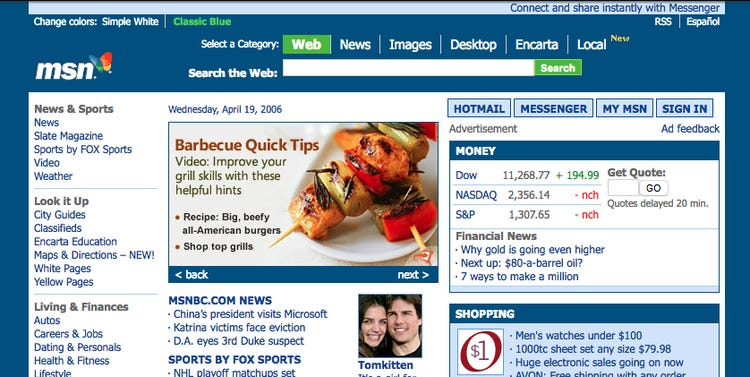 Connect and share instantly with Messenger
Change colors: Simple White | Classic Blue
RSS | Español
Select a Category: Web News Images Desktop Encarta Local New
msn
Search the Web: Search
News & Sports
News
Slate Magazine
Sports by FOX Sports
Video
Weather
Look it Up
City Guides
Classifieds
Encarta Education
Maps & Directions – NEW!
White Pages
Yellow Pages
Living & Finances
Autos
Careers & Jobs
Dating & Personals
Health & Fitness
Lifestyle
Wednesday, April 19, 2006
Barbecue Quick Tips
Video: Improve your
grill skills with these
helpful hints
• Recipe: Big, beefy
all-American burgers
• Shop top grills
< back next >
MSNBC.COM NEWS
· China's president visits Microsoft
· Katrina victims face eviction
· D.A. eyes 3rd Duke suspect
SPORTS BY FOX SPORTS
· NHL playoff matchups set
Tomkitten
It's a girl for
HOTMAIL MESSENGER MY MSN SIGN IN
Advertisement Ad feedback
MONEY
Dow 11,268.77 + 194.99
NASDAQ 2,356.14 - nch
S&P 1,307.65 - nch
Get Quote:
GO
Quotes delayed 20 min.
Financial News
· Why gold is going even higher
· Next up: $80-a-barrel oil?
· 7 ways to make a million
SHOPPING
$1
· Men's watches under $100
· 1000tc sheet set any size $79.98
· Huge electronic sales going on now
· AVON: Free shipping with any order